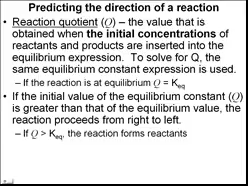 Predicting the direction of a reaction
• Reaction quotient (Q) – the value that is
obtained when the initial concentrations of
reactants and products are inserted into the
equilibrium expression. To solve for Q, the
same equilibrium constant expression is used.
– If the reaction is at equilibrium Q = Keq
• If the initial value of the equilibrium constant (Q)
is greater than that of the equilibrium value, the
reaction proceeds from right to left.
– If Q > Keq, the reaction forms reactants